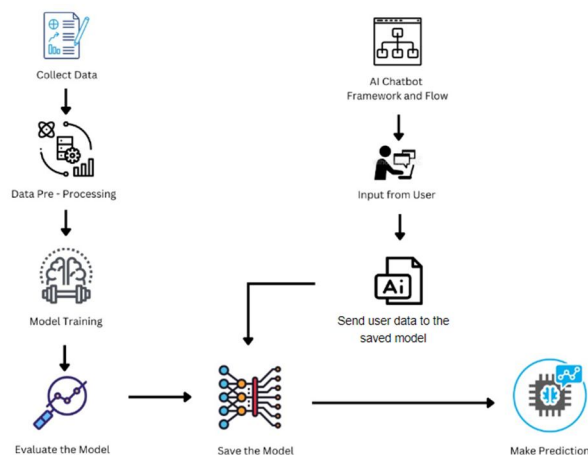 Collect Data
AI Chatbot
Framework and Flow
Data Pre - Processing
Input from User
Ai
Model Training
Send user data to the
saved model
Evaluate the Model
Save the Model
Make Prediction